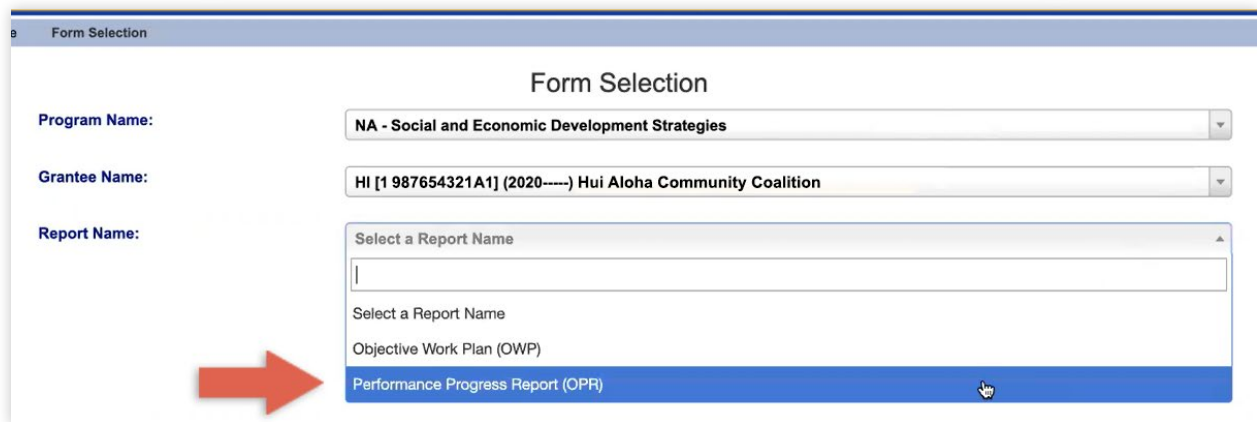 e Form Selection
Form Selection
Program Name: NA - Social and Economic Development Strategies
Grantee Name: HI [1 987654321A1] (2020-----) Hui Aloha Community Coalition
Report Name: Select a Report Name
Select a Report Name
Objective Work Plan (OWP)
Performance Progress Report (OPR)